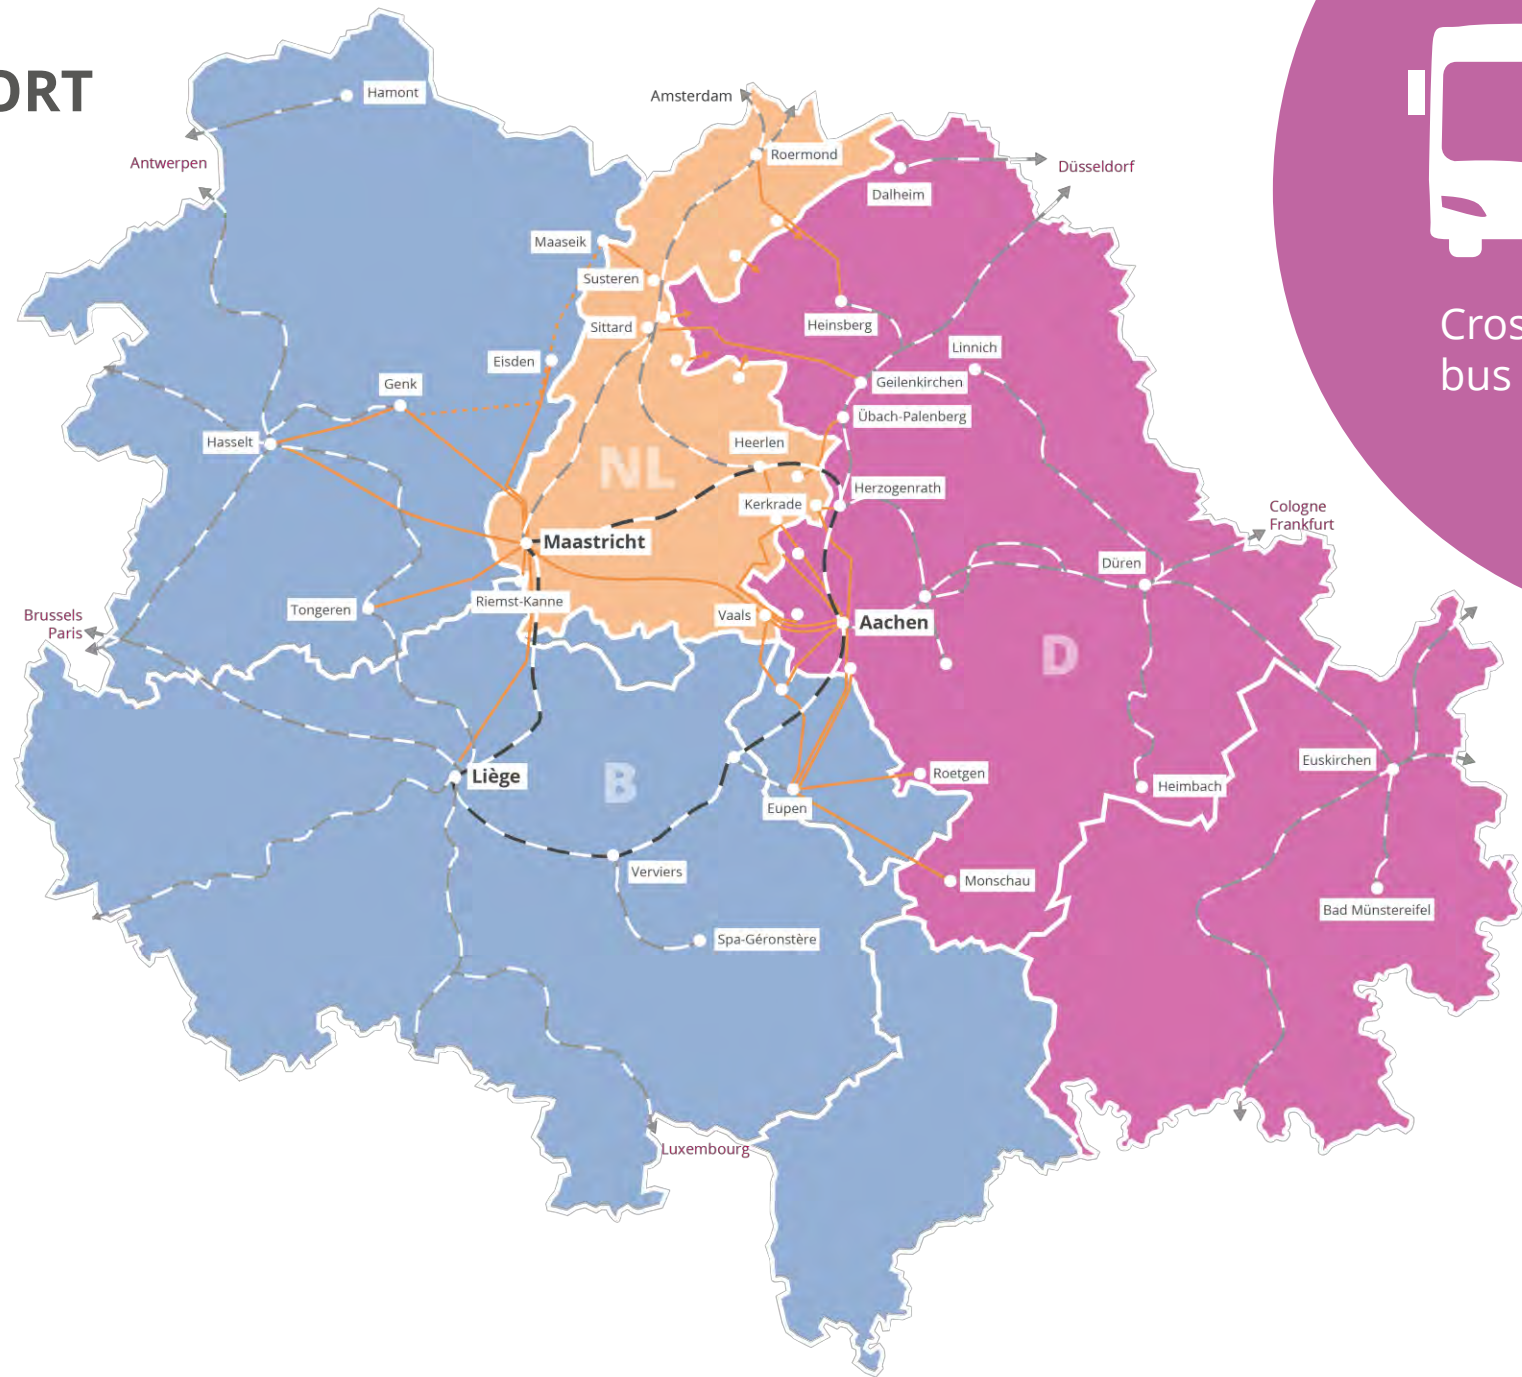 ORT
Hamont
Amsterdam
Antwerpen
Roermond
Düsseldorf
Dalheim
Maaseik
Susteren
Sittard
Heinsberg
Cros
bus
Linnich
Eisden
Genk
Geilenkirchen
Übach-Palenberg
Hasselt
Heerlen
NL
Herzogenrath
Kerkrade
Cologne
Frankfurt
Maastricht
Düren
Riemst-Kanne
Tongeren
Brussels
Paris
Vaals
Aachen
D
Euskirchen
Roetgen
Liège
B
Heimbach
Eupen
Verviers
Monschau
Bad Münstereifel
Spa-Géronstère
Luxembourg